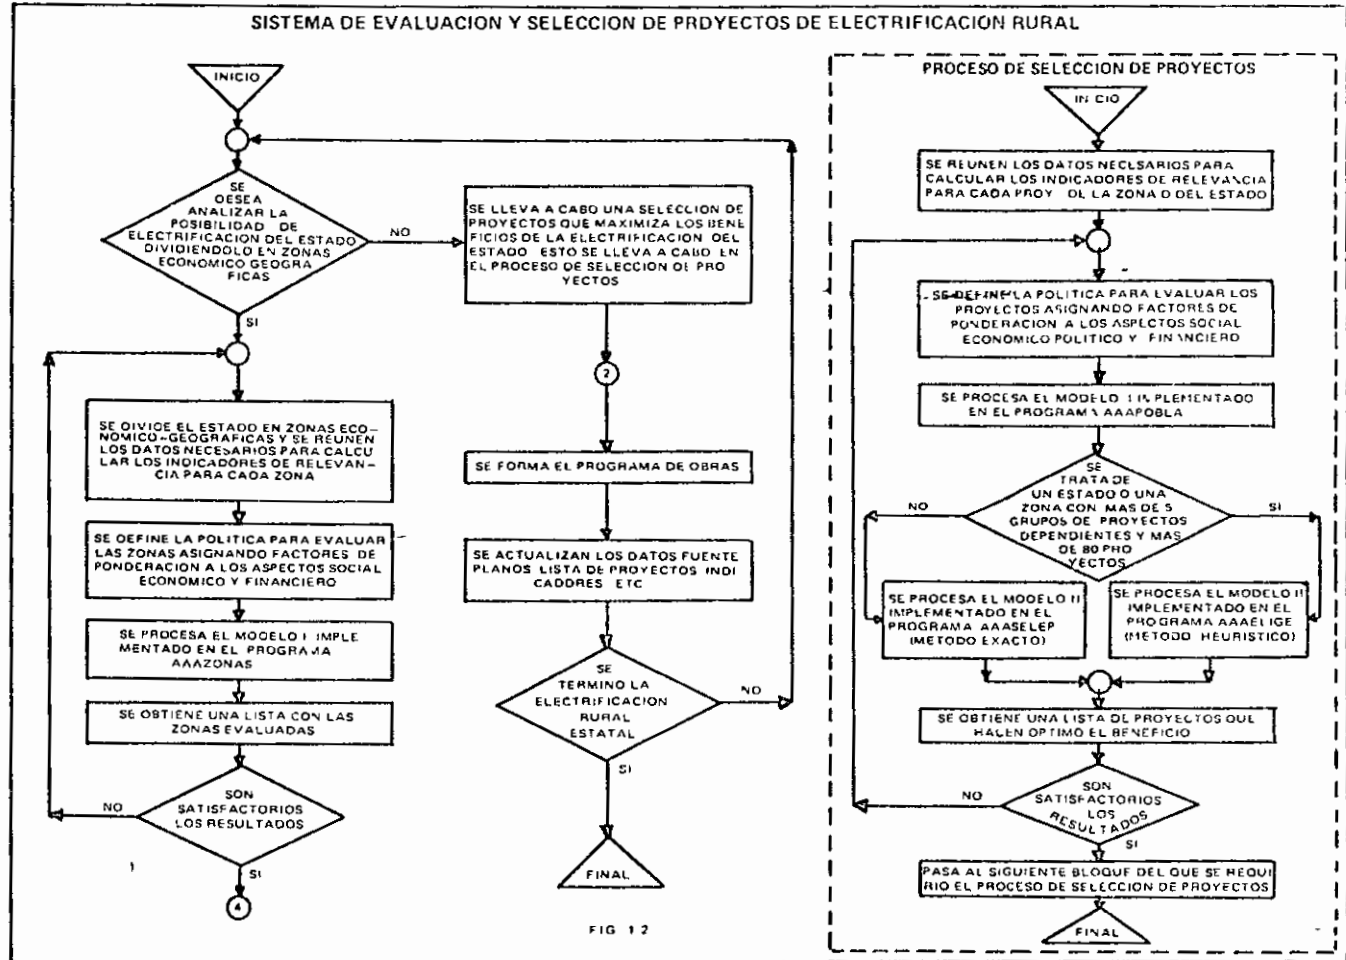 SISTEMA DE EVALUACION Y SELECCION DE PROYECTOS DE ELECTRIFICACION RURAL
INICIO
SE
DESEA
ANALIZAR LA
POSIBILIDAD DE
ELECTRIFICACION DEL ESTADO
DIVIDIENDOLO EN ZONAS
ECONOMICO GEOGRA
FICAS
NO
SI
SE DIVIDE EL ESTADO EN ZONAS ECO–
NOMICO–GEOGRAFICAS Y SE REUNEN
LOS DATOS NECESARIOS PARA CALCU
LAR LOS INDICADORES DE RELEVAN–
CIA PARA CADA ZONA
SE DEFINE LA POLITICA PARA EVALUAR
LAS ZONAS ASIGNANDO FACTORES DE
PONDERACION A LOS ASPECTOS SOCIAL
ECONOMICO Y FINANCIERO
SE PROCESA EL MODELO I IMPLE
MENTADO EN EL PROGRAMA
AAAZONAS
SE OBTIENE UNA LISTA CON LAS
ZONAS EVALUADAS
SON
SATISFACTORIOS
LOS RESULTADOS
NO
SI
4
SE LLEVA A CABO UNA SELECCION DE
PROYECTOS QUE MAXIMIZA LOS BENE
FICIOS DE LA ELECTRIFICACION DEL
ESTADO ESTO SE LLEVA A CABO EN
EL PROCESO DE SELECCION DE PRO
YECTOS
2
SE FORMA EL PROGRAMA DE OBRAS
SE ACTUALIZAN LOS DATOS FUENTE
PLANOS LISTA DE PROYECTOS INDI
CADORES ETC
SE
TERMINO LA
ELECTRIFICACION
RURAL
ESTATAL
NO
SI
FINAL
FIG 1.2
PROCESO DE SELECCION DE PROYECTOS
INICIO
SE REUNEN LOS DATOS NECESARIOS PARA
CALCULAR LOS INDICADORES DE RELEVANCIA
PARA CADA PROY DE LA ZONA O DEL ESTADO
SE DEFINE LA POLITICA PARA EVALUAR LOS
PROYECTOS ASIGNANDO FACTORES DE
PONDERACION A LOS ASPECTOS SOCIAL
ECONOMICO POLITICO Y FINANCIERO
SE PROCESA EL MODELO I IMPLEMENTADO
EN EL PROGRAMA AAAPOBLA
SE
TRATA DE
UN ESTADO O UNA
ZONA CON MAS DE 5
GRUPOS DE PROYECTOS
DEPENDIENTES Y MAS
DE 80 PRO
YECTOS
NO
SI
SE PROCESA EL MODELO II
IMPLEMENTADO EN EL
PROGRAMA AAASELEP
(METODO EXACTO)
SE PROCESA EL MODELO II
IMPLEMENTADO EN EL
PROGRAMA AAAELIGE
(METODO HEURISTICO)
SE OBTIENE UNA LISTA DE PROYECTOS QUE
HACEN OPTIMO EL BENEFICIO
SON
SATISFACTORIOS
LOS
RESULTADOS
NO
SI
PASA AL SIGUIENTE BLOQUE DEL QUE SE REQUI
RIO EL PROCESO DE SELECCION DE PROYECTOS
FINAL